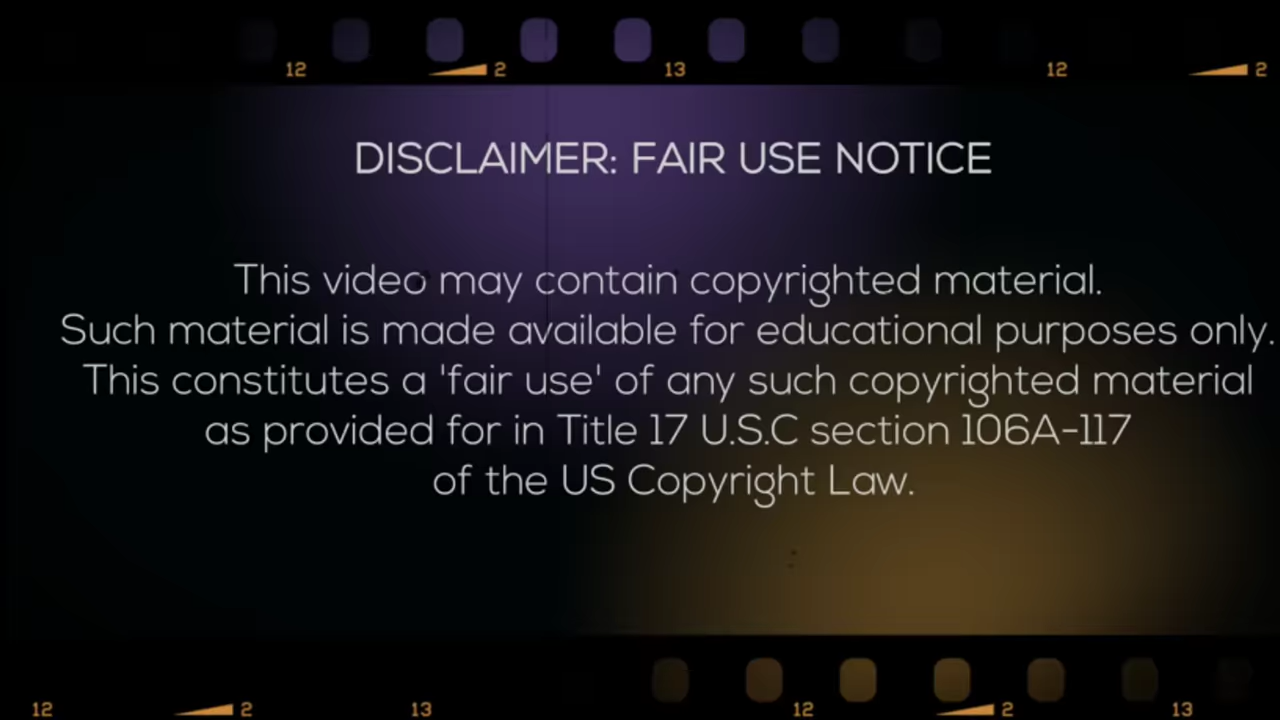 12 2 13 12 2
DISCLAIMER: FAIR USE NOTICE
This video may contain copyrighted material.
Such material is made available for educational purposes only.
This constitutes a 'fair use' of any such copyrighted material
as provided for in Title 17 U.S.C section 106A-117
of the US Copyright Law.
12 2 13 12 2 13